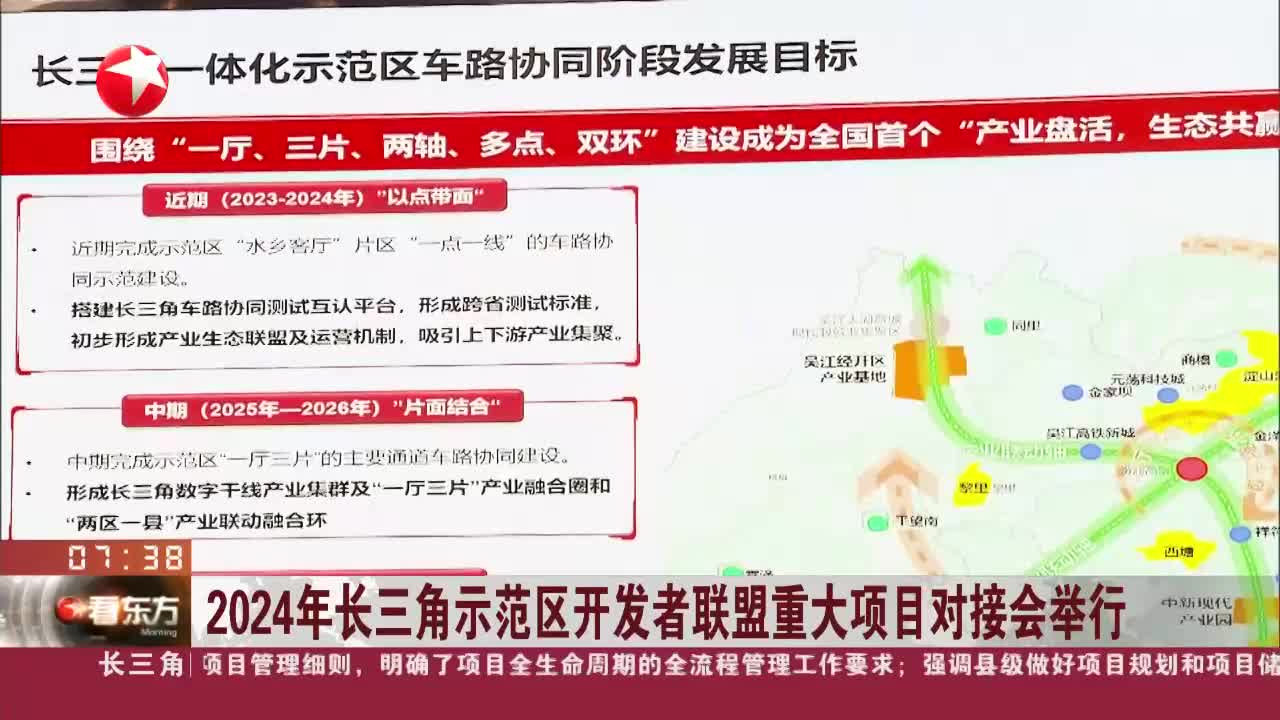 长三 一体化示范区车路协同阶段发展目标
围绕“一厅、三片、两轴、多点、双环”建设成为全国首个“产业盘活，生态共赢
近期（2023-2024年）"以点带面"
· 近期完成示范区“水乡客厅”片区“一点一线”的车路协
同示范建设。
· 搭建长三角车路协同测试互认平台，形成跨省测试标准，
初步形成产业生态联盟及运营机制，吸引上下游产业集聚。
中期（2025年—2026年）"片面结合"
· 中期完成示范区“一厅三片”的主要通道车路协同建设。
· 形成长三角数字干线产业集群及“一厅三片”产业融合圈和
“两区一县”产业联动融合环
同里
吴江经开区
产业基地
商榻
元荡科技城
金家坝
淀山
吴江高铁新城
金泽
黎里
黎里
平望南
祥符
西塘
中新现代
产业园
07:38
看东方
Morning
2024年长三角示范区开发者联盟重大项目对接会举行
长三角 项目管理细则，明确了项目全生命周期的全流程管理工作要求；强调县级做好项目规划和项目储